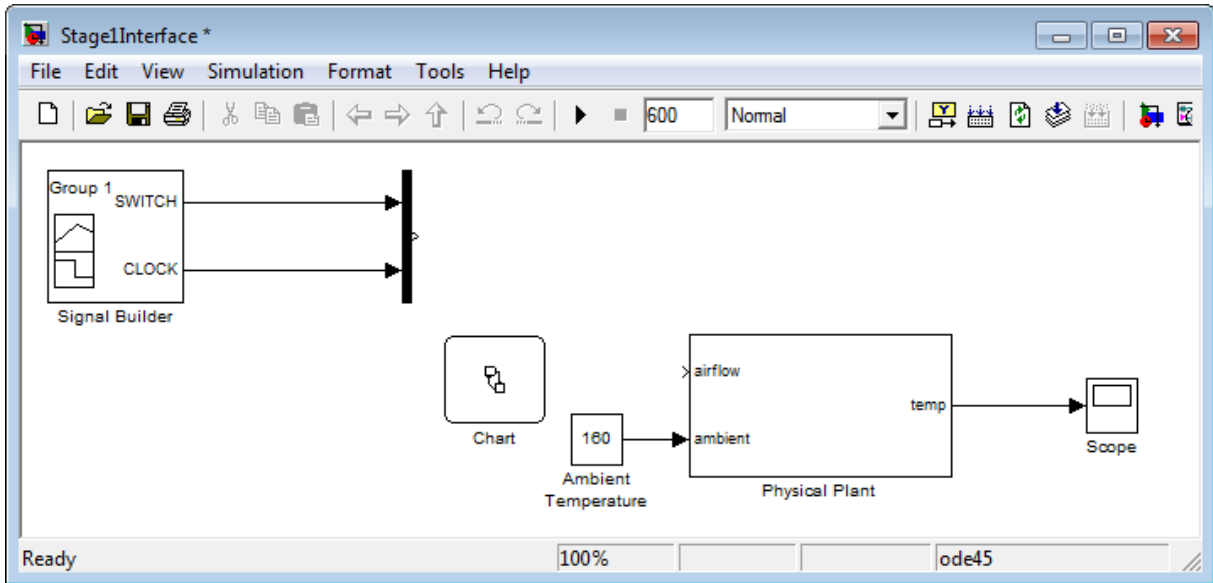 Stage1Interface *
File Edit View Simulation Format Tools Help
600 Normal
Group 1
SWITCH
CLOCK
Signal Builder
airflow
temp
160
ambient
Chart
Scope
Ambient
Temperature
Physical Plant
Ready 100% ode45